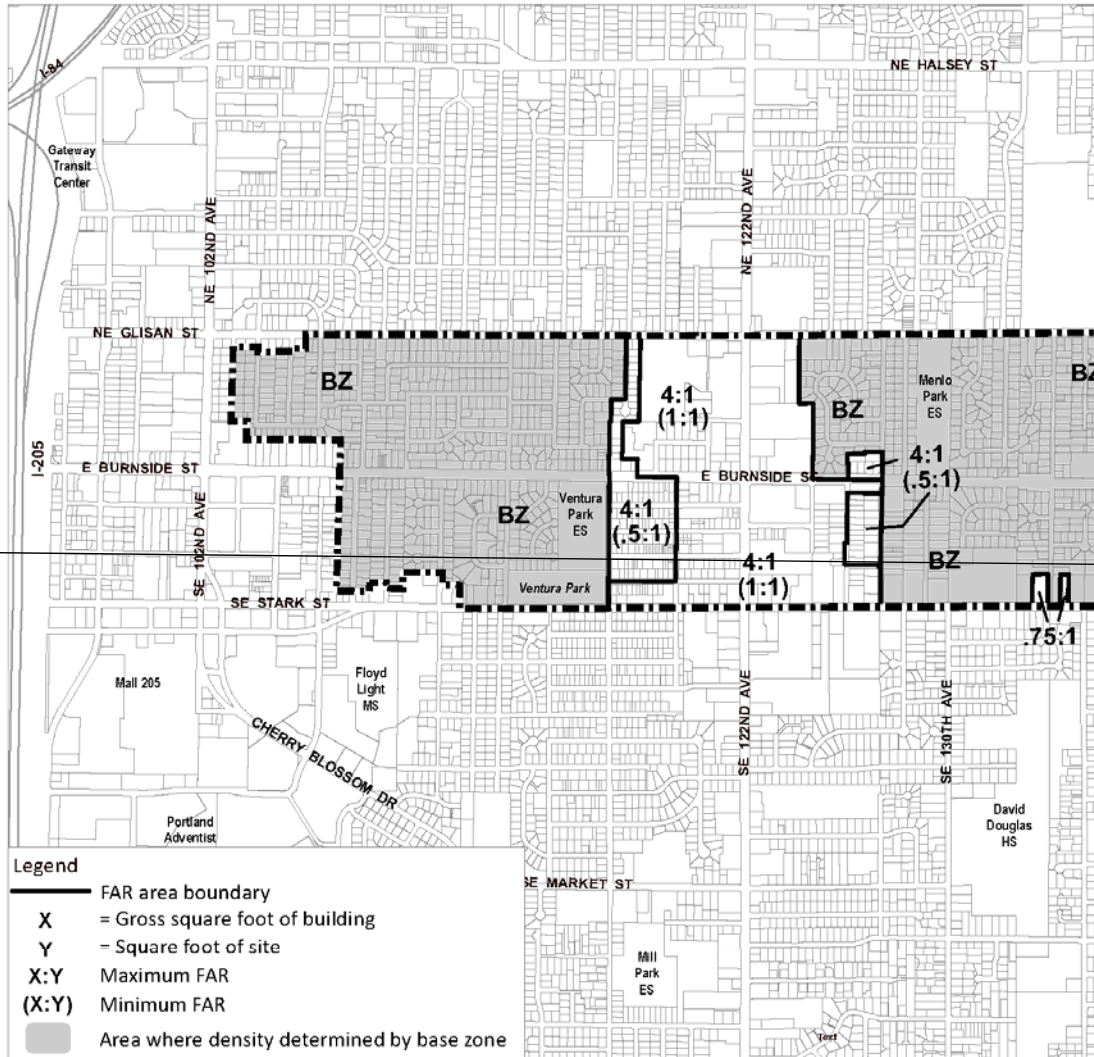 I-84
NE HALSEY ST
Gateway
Transit
Center
NE 102ND AVE
NE 122ND AVE
NE GLISAN ST
BZ
4:1
(1:1)
BZ
Menlo
Park
ES
BZ
I-205
E BURNSIDE ST
E BURNSIDE ST
4:1
(.5:1)
SE 102ND AVE
BZ
Ventura
Park
ES
4:1
(.5:1)
4:1
(1:1)
BZ
Ventura Park
SE STARK ST
.75:1
Mall 205
Floyd
Light
MS
SE 122ND AVE
SE 130TH AVE
CHERRY BLOSSOM DR
Portland
Adventist
David
Douglas
HS
SE MARKET ST
Mill
Park
ES
Text
Legend
FAR area boundary
X = Gross square foot of building
Y = Square foot of site
X:Y Maximum FAR
(X:Y) Minimum FAR
Area where density determined by base zone